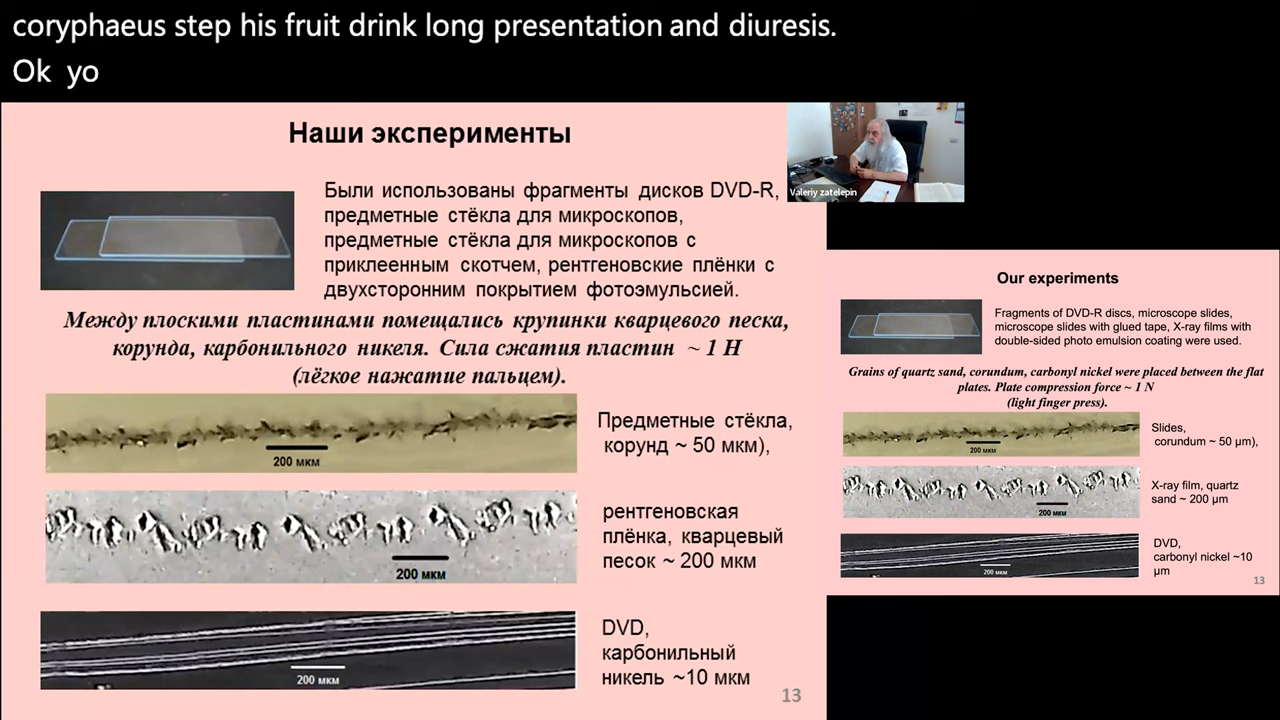 coryphaeus step his fruit drink long presentation and diuresis.
Ok yo
Наши эксперименты
Были использованы фрагменты дисков DVD-R,
предметные стёкла для микроскопов,
предметные стёкла для микроскопов с
приклеенным скотчем, рентгеновские плёнки с
двухсторонним покрытием фотоэмульсией.
Между плоскими пластинами помещались крупинки кварцевого песка,
корунда, карбонильного никеля. Сила сжатия пластин ~ 1 Н
(лёгкое нажатие пальцем).
200 мкм
Предметные стёкла,
корунд ~ 50 мкм),
200 мкм
рентгеновская
плёнка, кварцевый
песок ~ 200 мкм
200 мкм
DVD,
карбонильный
никель ~10 мкм
13
Valeriy zatelepin
Our experiments
Fragments of DVD-R discs, microscope slides,
microscope slides with glued tape, X-ray films with
double-sided photo emulsion coating were used.
Grains of quartz sand, corundum, carbonyl nickel were placed between the flat
plates. Plate compression force ~ 1 N
(light finger press).
200 мкм
Slides,
corundum ~ 50 µm),
200 мкм
X-ray film, quartz
sand ~ 200 µm
200 мкм
DVD,
carbonyl nickel ~10
µm
13